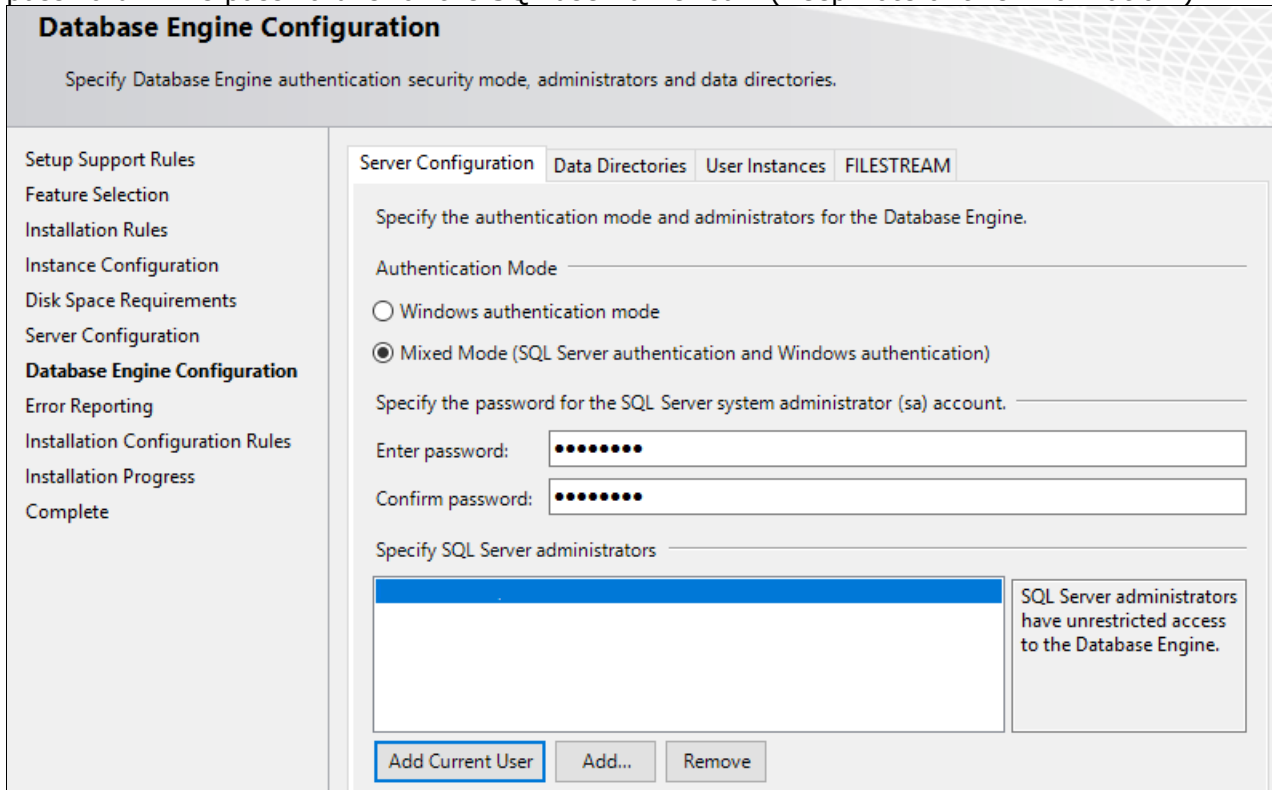 Database Engine Configuration
Specify Database Engine authentication security mode, administrators and data directories.
Setup Support Rules
Feature Selection
Installation Rules
Instance Configuration
Disk Space Requirements
Server Configuration
Database Engine Configuration
Error Reporting
Installation Configuration Rules
Installation Progress
Complete
Server Configuration Data Directories User Instances FILESTREAM
Specify the authentication mode and administrators for the Database Engine.
Authentication Mode
Windows authentication mode
Mixed Mode (SQL Server authentication and Windows authentication)
Specify the password for the SQL Server system administrator (sa) account.
Enter password: ●●●●●●●●
Confirm password: ●●●●●●●●
Specify SQL Server administrators
SQL Server administrators
have unrestricted access
to the Database Engine.
Add Current User Add... Remove